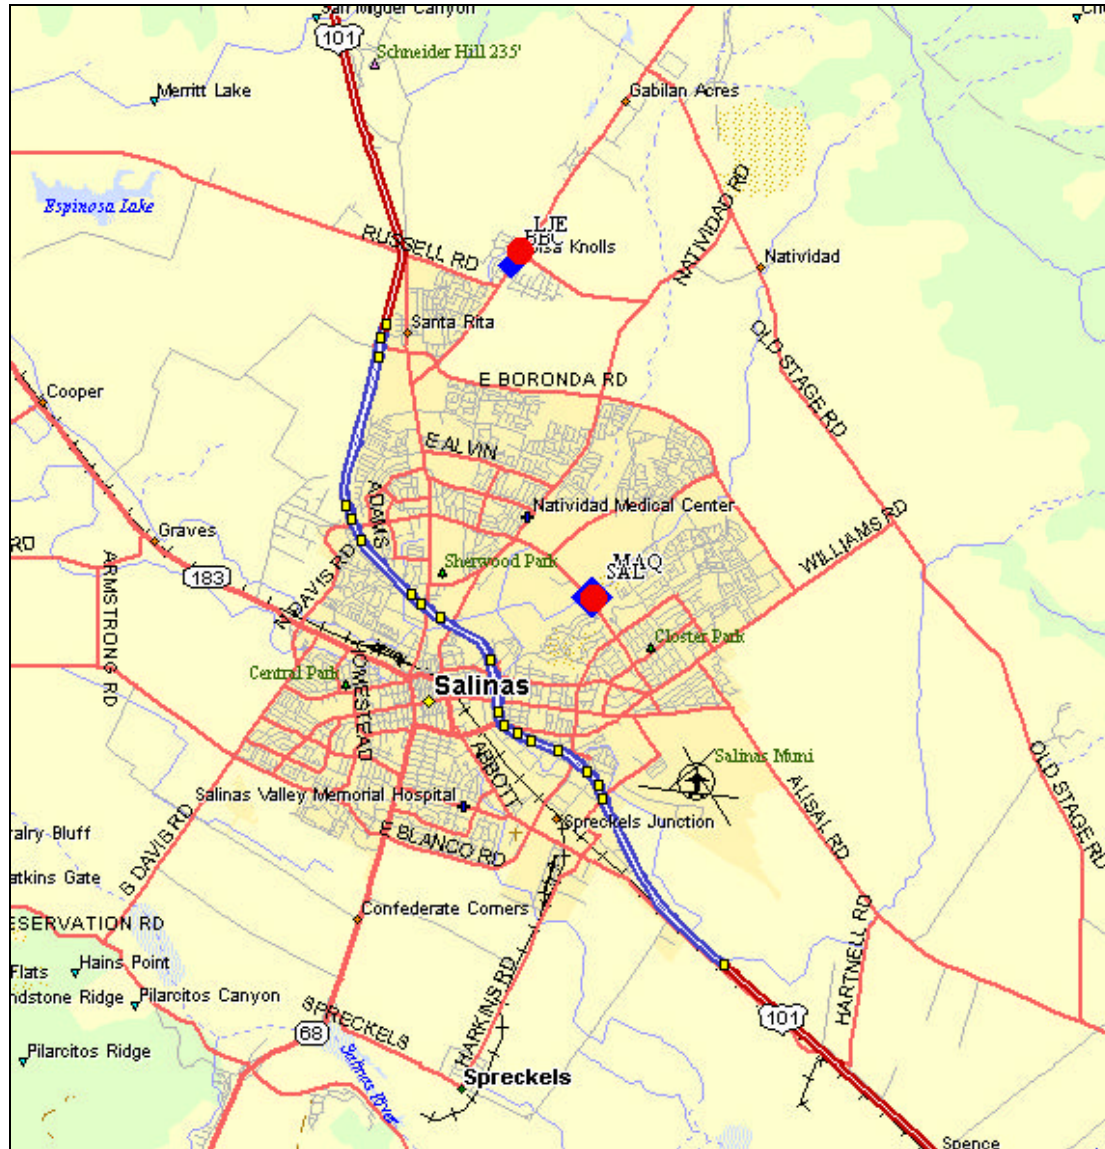 San Miguel Canyon
101
Schneider Hill 235'
Merritt Lake
Gabilan Acres
Espinosa Lake
RUSSELL RD
LJE
BBC
Knolls
NATIVIDAD RD
Natividad
Santa Rita
OLD STAGE RD
E BORONDA RD
Cooper
E ALVIN
ADAMS
Natividad Medical Center
Graves
RD
WILLIAMS RD
183
ARMSTRONG RD
N DAVIS RD
Sherwood Park
MAQ
SAL
Closter Park
Central Park
HOMESTEAD
Salinas
ABBOTT
Salinas Muni
ALISAL RD
OLD STAGE RD
Salinas Valley Memorial Hospital
Spreckels Junction
E BLANCO RD
alry Bluff
S DAVIS RD
atkins Gate
Confederate Corners
ESERVATION RD
Flats
Hains Point
HARTNELL RD
ndstone Ridge
Pilarcitos Canyon
SPRECKELS
HARKINS RD
101
68
Pilarcitos Ridge
Salinas River
Spreckels
Spence